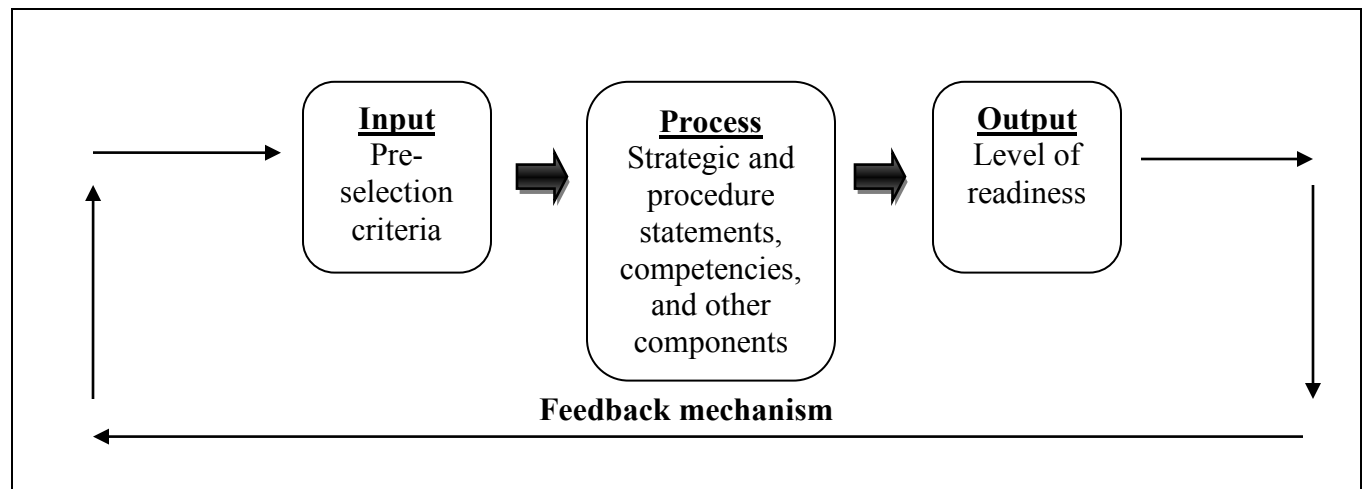 Input
Pre-
selection
criteria
Process
Strategic and
procedure
statements,
competencies,
and other
components
Output
Level of
readiness
Feedback mechanism